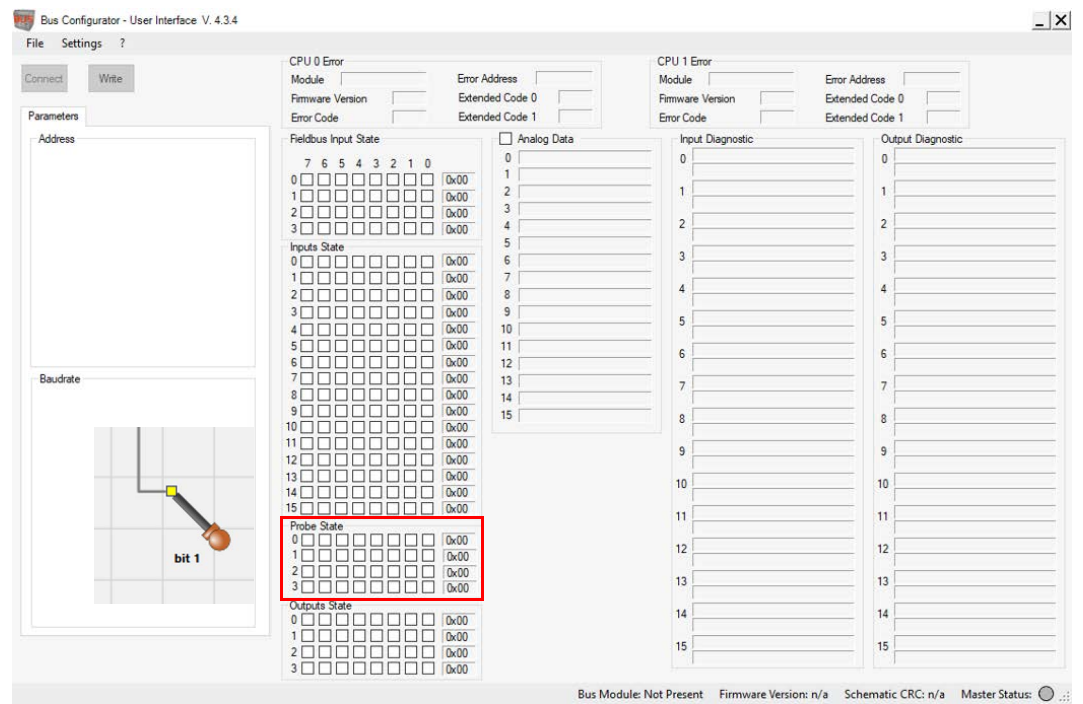 Bus Configurator - User Interface V. 4.3.4
File Settings ?
Connect Write
Parameters
Address
Baudrate
bit 1
CPU 0 Error
Module Error Address
Firmware Version Extended Code 0
Error Code Extended Code 1
CPU 1 Error
Module Error Address
Firmware Version Extended Code 0
Error Code Extended Code 1
Fieldbus Input State
7 6 5 4 3 2 1 0
0 0x00
1 0x00
2 0x00
3 0x00
Inputs State
0 0x00
1 0x00
2 0x00
3 0x00
4 0x00
5 0x00
6 0x00
7 0x00
8 0x00
9 0x00
10 0x00
11 0x00
12 0x00
13 0x00
14 0x00
15 0x00
Probe State
0 0x00
1 0x00
2 0x00
3 0x00
Outputs State
0 0x00
1 0x00
2 0x00
3 0x00
Analog Data
0
1
2
3
4
5
6
7
8
9
10
11
12
13
14
15
Input Diagnostic
0
1
2
3
4
5
6
7
8
9
10
11
12
13
14
15
Output Diagnostic
0
1
2
3
4
5
6
7
8
9
10
11
12
13
14
15
Bus Module: Not Present Firmware Version: n/a Schematic CRC: n/a Master Status: